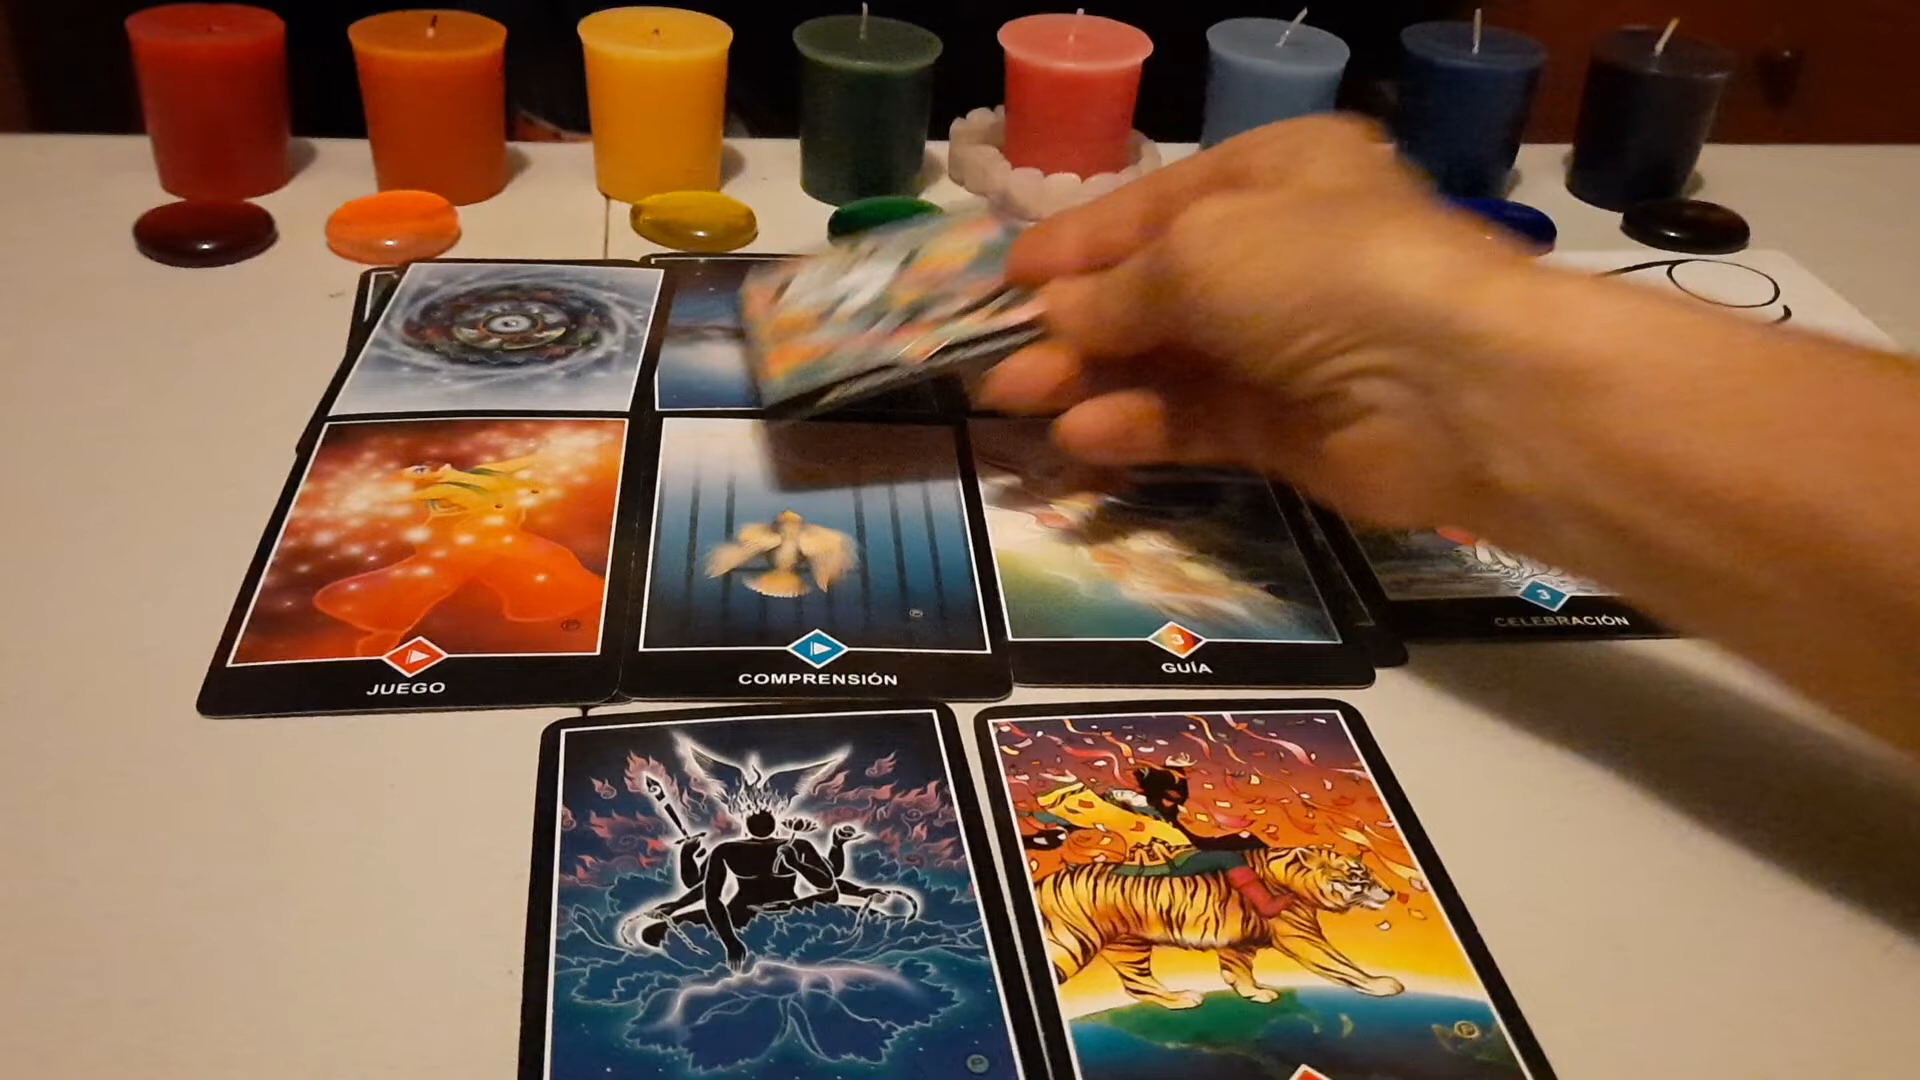 JUEGO
COMPRENSIÓN
3
GUÍA
3
CELEBRACIÓN